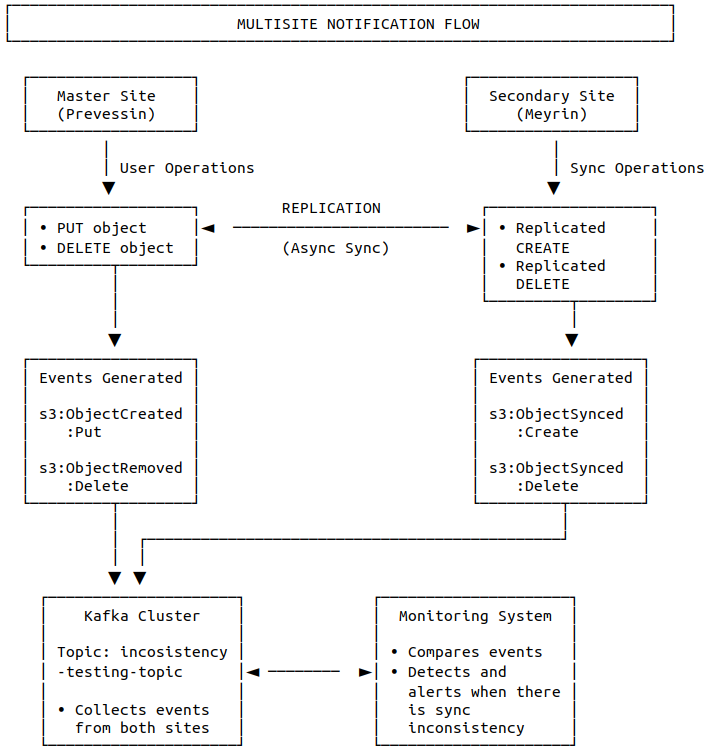 MULTISITE NOTIFICATION FLOW
Master Site
(Prevessin)
Secondary Site
(Meyrin)
User Operations
Sync Operations
• PUT object
• DELETE object
REPLICATION
(Async Sync)
• Replicated
CREATE
• Replicated
DELETE
Events Generated
s3:ObjectCreated
:Put
s3:ObjectRemoved
:Delete
Events Generated
s3:ObjectSynced
:Create
s3:ObjectSynced
:Delete
Kafka Cluster
Topic: incosistency
-testing-topic
• Collects events
from both sites
Monitoring System
• Compares events
• Detects and
alerts when there
is sync
inconsistency